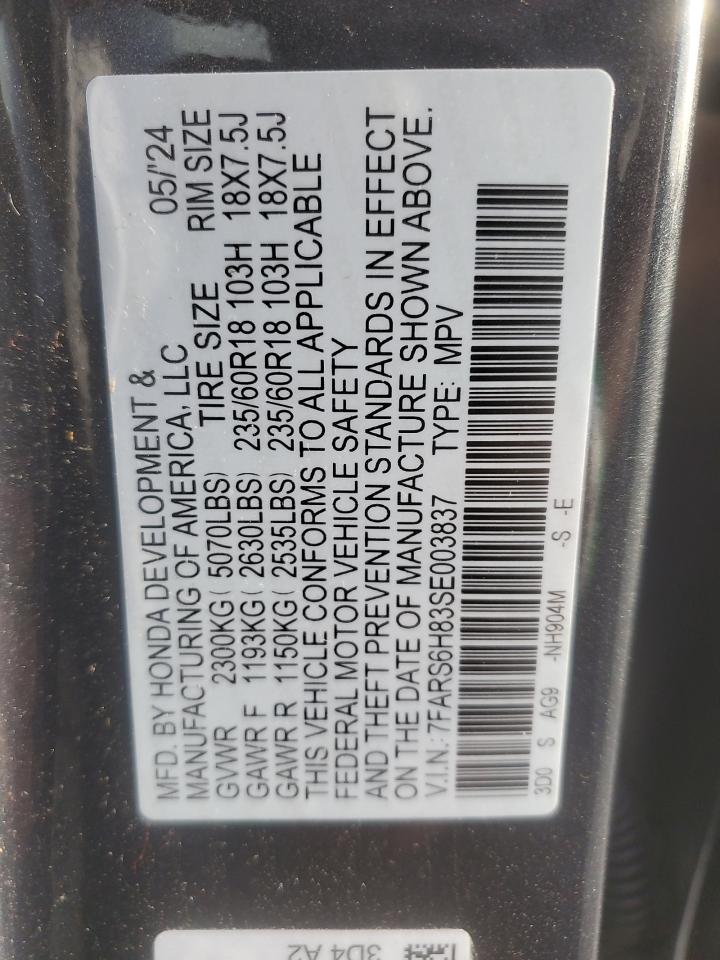 MFD. BY HONDA DEVELOPMENT & 05/"24
MANUFACTURING OF AMERICA, LLC
GVWR 2300KG( 5070LBS) TIRE SIZE RIM SIZE
GAWR F 1193KG( 2630LBS) 235/60R18 103H 18X7.5J
GAWR R 1150KG( 2535LBS) 235/60R18 103H 18X7.5J
THIS VEHICLE CONFORMS TO ALL APPLICABLE
FEDERAL MOTOR VEHICLE SAFETY
AND THEFT PREVENTION STANDARDS IN EFFECT
ON THE DATE OF MANUFACTURE SHOWN ABOVE.
V.I.N.: 7FARS6H83SE003837 TYPE: MPV
3D0 S AG9 -NH904M -S -E
3D4 A2